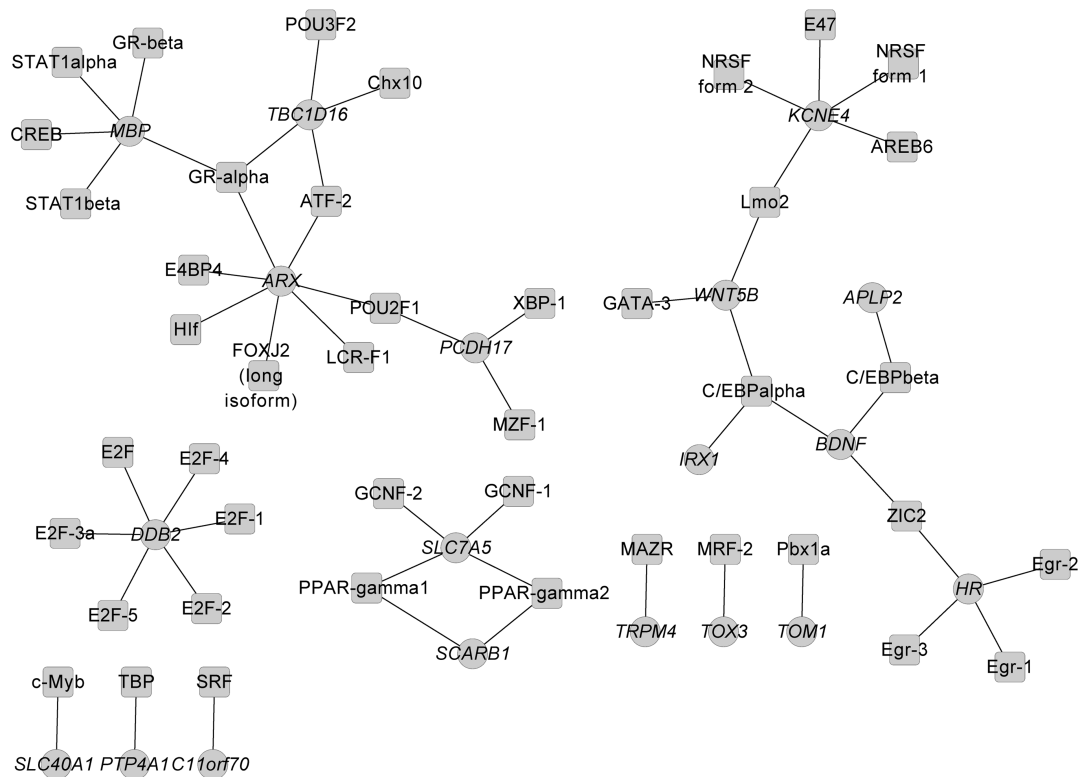 POU3F2
E47
GR-beta
STAT1alpha
NRSF
form 2
NRSF
form 1
Chx10
TBC1D16
KCNE4
CREB
MBP
AREB6
GR-alpha
STAT1beta
ATF-2
Lmo2
E4BP4
ARX
WNT5B
APLP2
GATA-3
POU2F1
XBP-1
Hlf
FOXJ2
(long
isoform)
LCR-F1
PCDH17
C/EBPalpha
C/EBPbeta
MZF-1
BDNF
IRX1
E2F
E2F-4
GCNF-2
GCNF-1
E2F-3a
DDB2
E2F-1
ZIC2
SLC7A5
MAZR
MRF-2
Pbx1a
Egr-2
PPAR-gamma1
PPAR-gamma2
HR
E2F-5
E2F-2
TRPM4
TOX3
TOM1
SCARB1
Egr-3
Egr-1
c-Myb
TBP
SRF
SLC40A1
PTP4A1
C11orf70